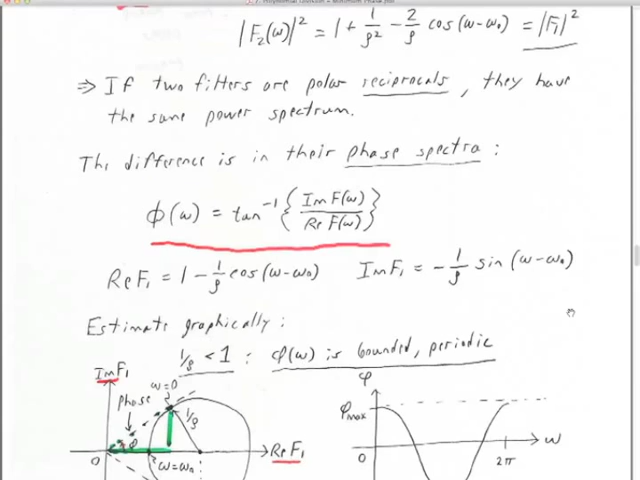 |F₂(ω)|² = 1 + 1/ρ² − 2/ρ cos(ω−ω₀) = |F₁|²
⇒ If two filters are polar reciprocals, they have
the same power spectrum.
The difference is in their phase spectra:
ϕ(ω) = tan⁻¹ { Im F(ω) / Re F(ω) }
Re F₁ = 1 − 1/ρ cos(ω−ω₀) Im F₁ = − 1/ρ sin(ω−ω₀)
Estimate graphically:
1/ρ < 1 : φ(ω) is bounded, periodic
Im F₁
ω=0
phase
φ
1/ρ
0
ω=ω₀
Re F₁
φ
φmax
0
2π
ω